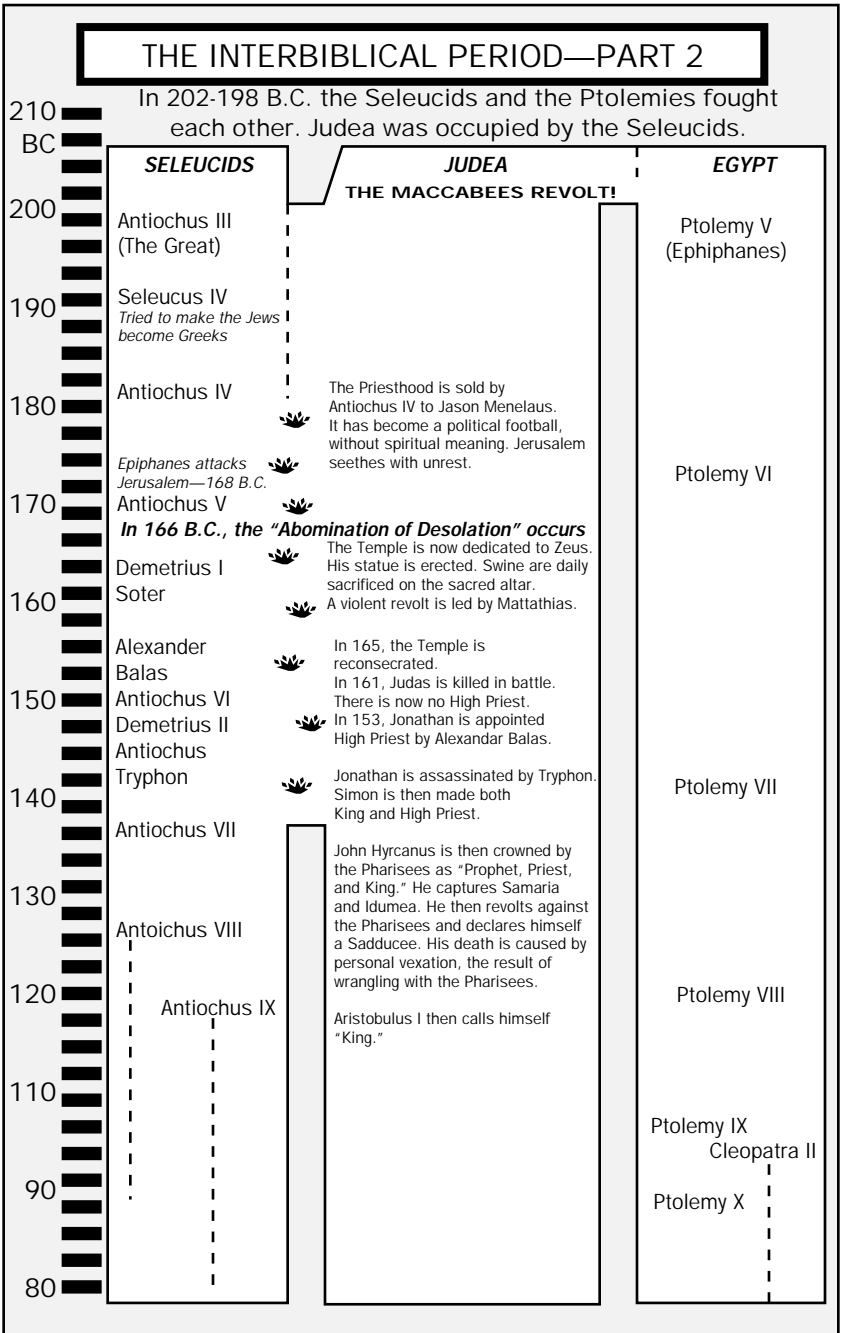 THE INTERBIBLICAL PERIOD—PART 2
In 202-198 B.C. the Seleucids and the Ptolemies fought
each other. Judea was occupied by the Seleucids.
210
BC
200
190
180
170
160
150
140
130
120
110
90
80
SELEUCIDS
Antiochus III
(The Great)
Seleucus IV
Tried to make the Jews
become Greeks
Antiochus IV
Epiphanes attacks
Jerusalem—168 B.C.
Antiochus V
In 166 B.C., the “Abomination of Desolation” occurs
Demetrius I
Soter
Alexander
Balas
Antiochus VI
Demetrius II
Antiochus
Tryphon
Antiochus VII
Antoichus VIII
Antiochus IX
JUDEA
THE MACCABEES REVOLT!
The Priesthood is sold by
Antiochus IV to Jason Menelaus.
It has become a political football,
without spiritual meaning. Jerusalem
seethes with unrest.
The Temple is now dedicated to Zeus.
His statue is erected. Swine are daily
sacrificed on the sacred altar.
A violent revolt is led by Mattathias.
In 165, the Temple is
reconsecrated.
In 161, Judas is killed in battle.
There is now no High Priest.
In 153, Jonathan is appointed
High Priest by Alexandar Balas.
Jonathan is assassinated by Tryphon.
Simon is then made both
King and High Priest.
John Hyrcanus is then crowned by
the Pharisees as “Prophet, Priest,
and King.” He captures Samaria
and Idumea. He then revolts against
the Pharisees and declares himself
a Sadducee. His death is caused by
personal vexation, the result of
wrangling with the Pharisees.
Aristobulus I then calls himself
“King.”
EGYPT
Ptolemy V
(Ephiphanes)
Ptolemy VI
Ptolemy VII
Ptolemy VIII
Ptolemy IX
Cleopatra II
Ptolemy X